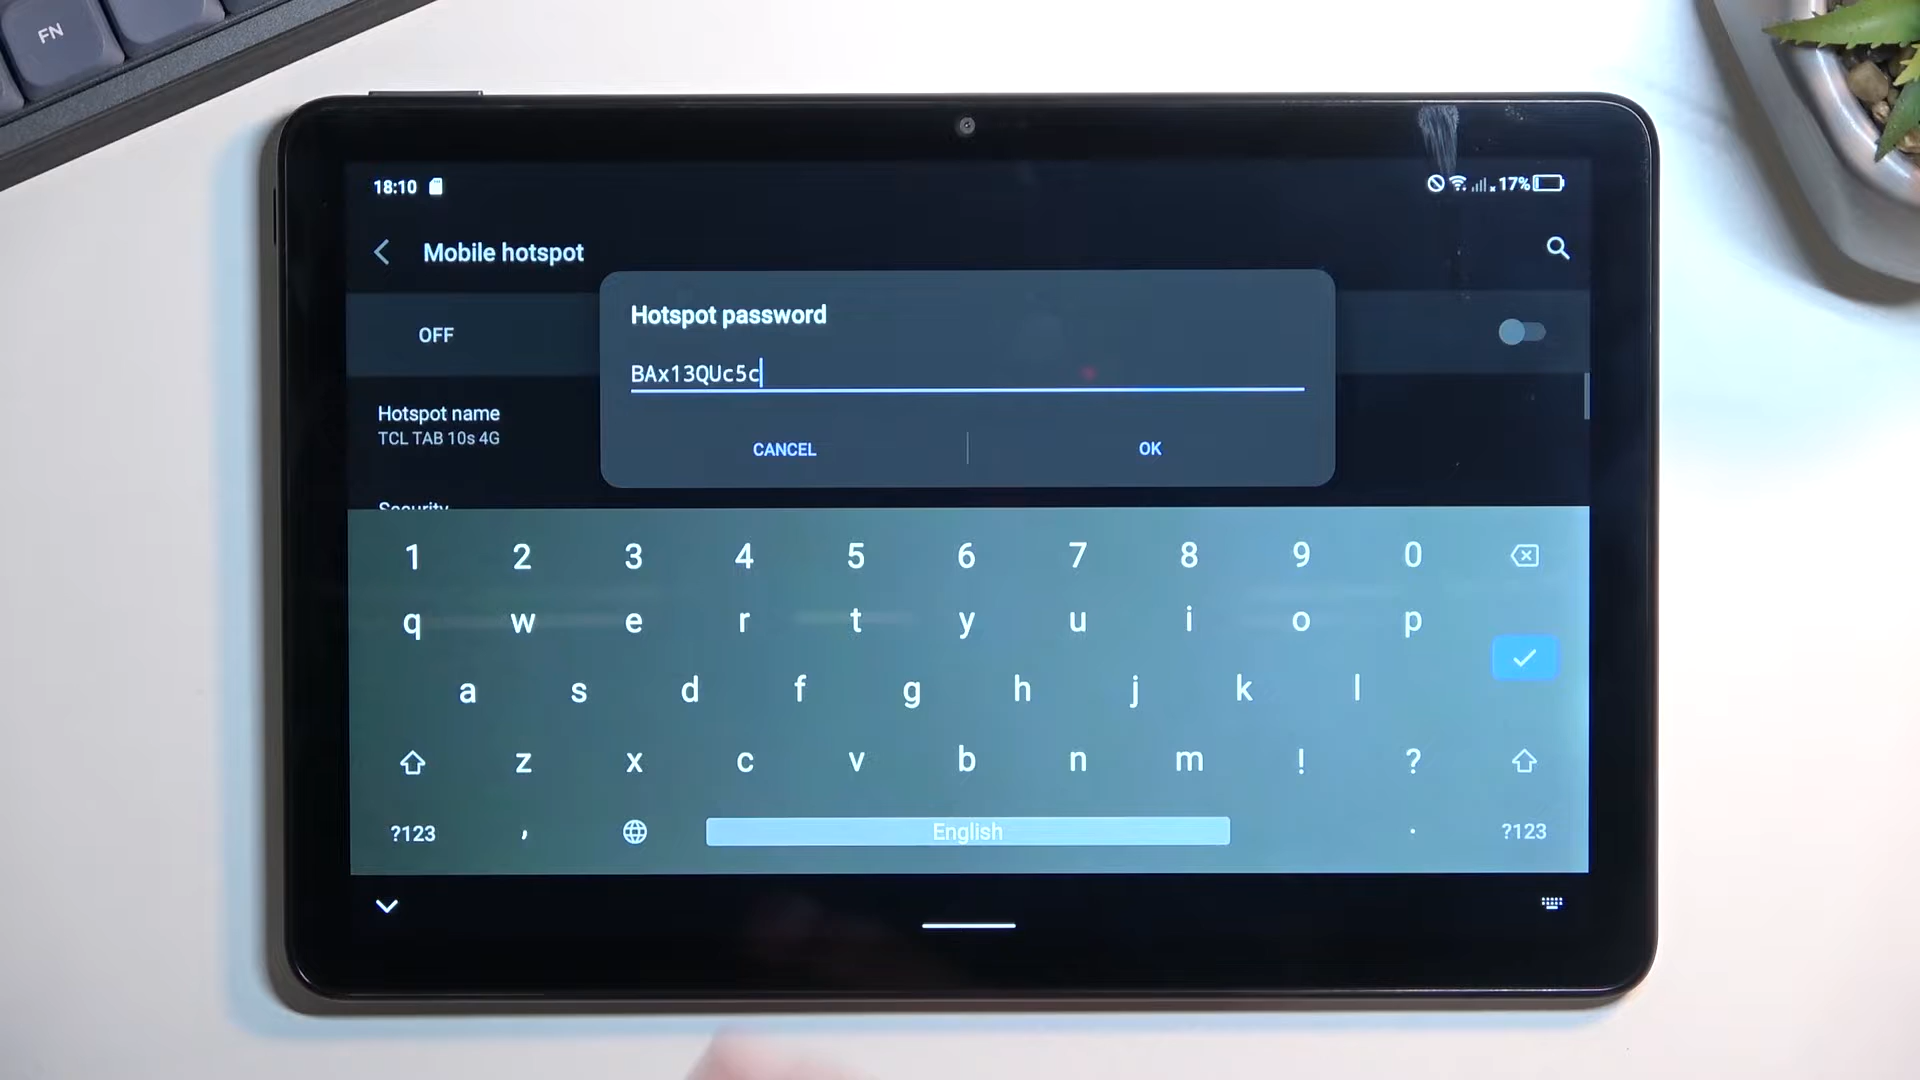 FN
18:10
17%
Mobile hotspot
OFF
Hotspot password
BAx13QUc5c
CANCEL
OK
Hotspot name
TCL TAB 10s 4G
Security
1 2 3 4 5 6 7 8 9 0
q w e r t y u i o p
a s d f g h j k l
z x c v b n m ! ?
?123 , English . ?123